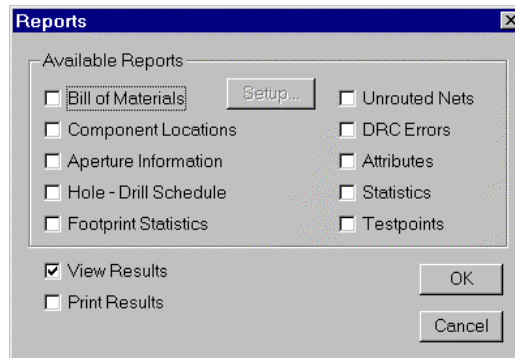 Reports
Available Reports
Bill of Materials
Setup...
Unrouted Nets
Component Locations
DRC Errors
Aperture Information
Attributes
Hole - Drill Schedule
Statistics
Footprint Statistics
Testpoints
View Results
OK
Print Results
Cancel